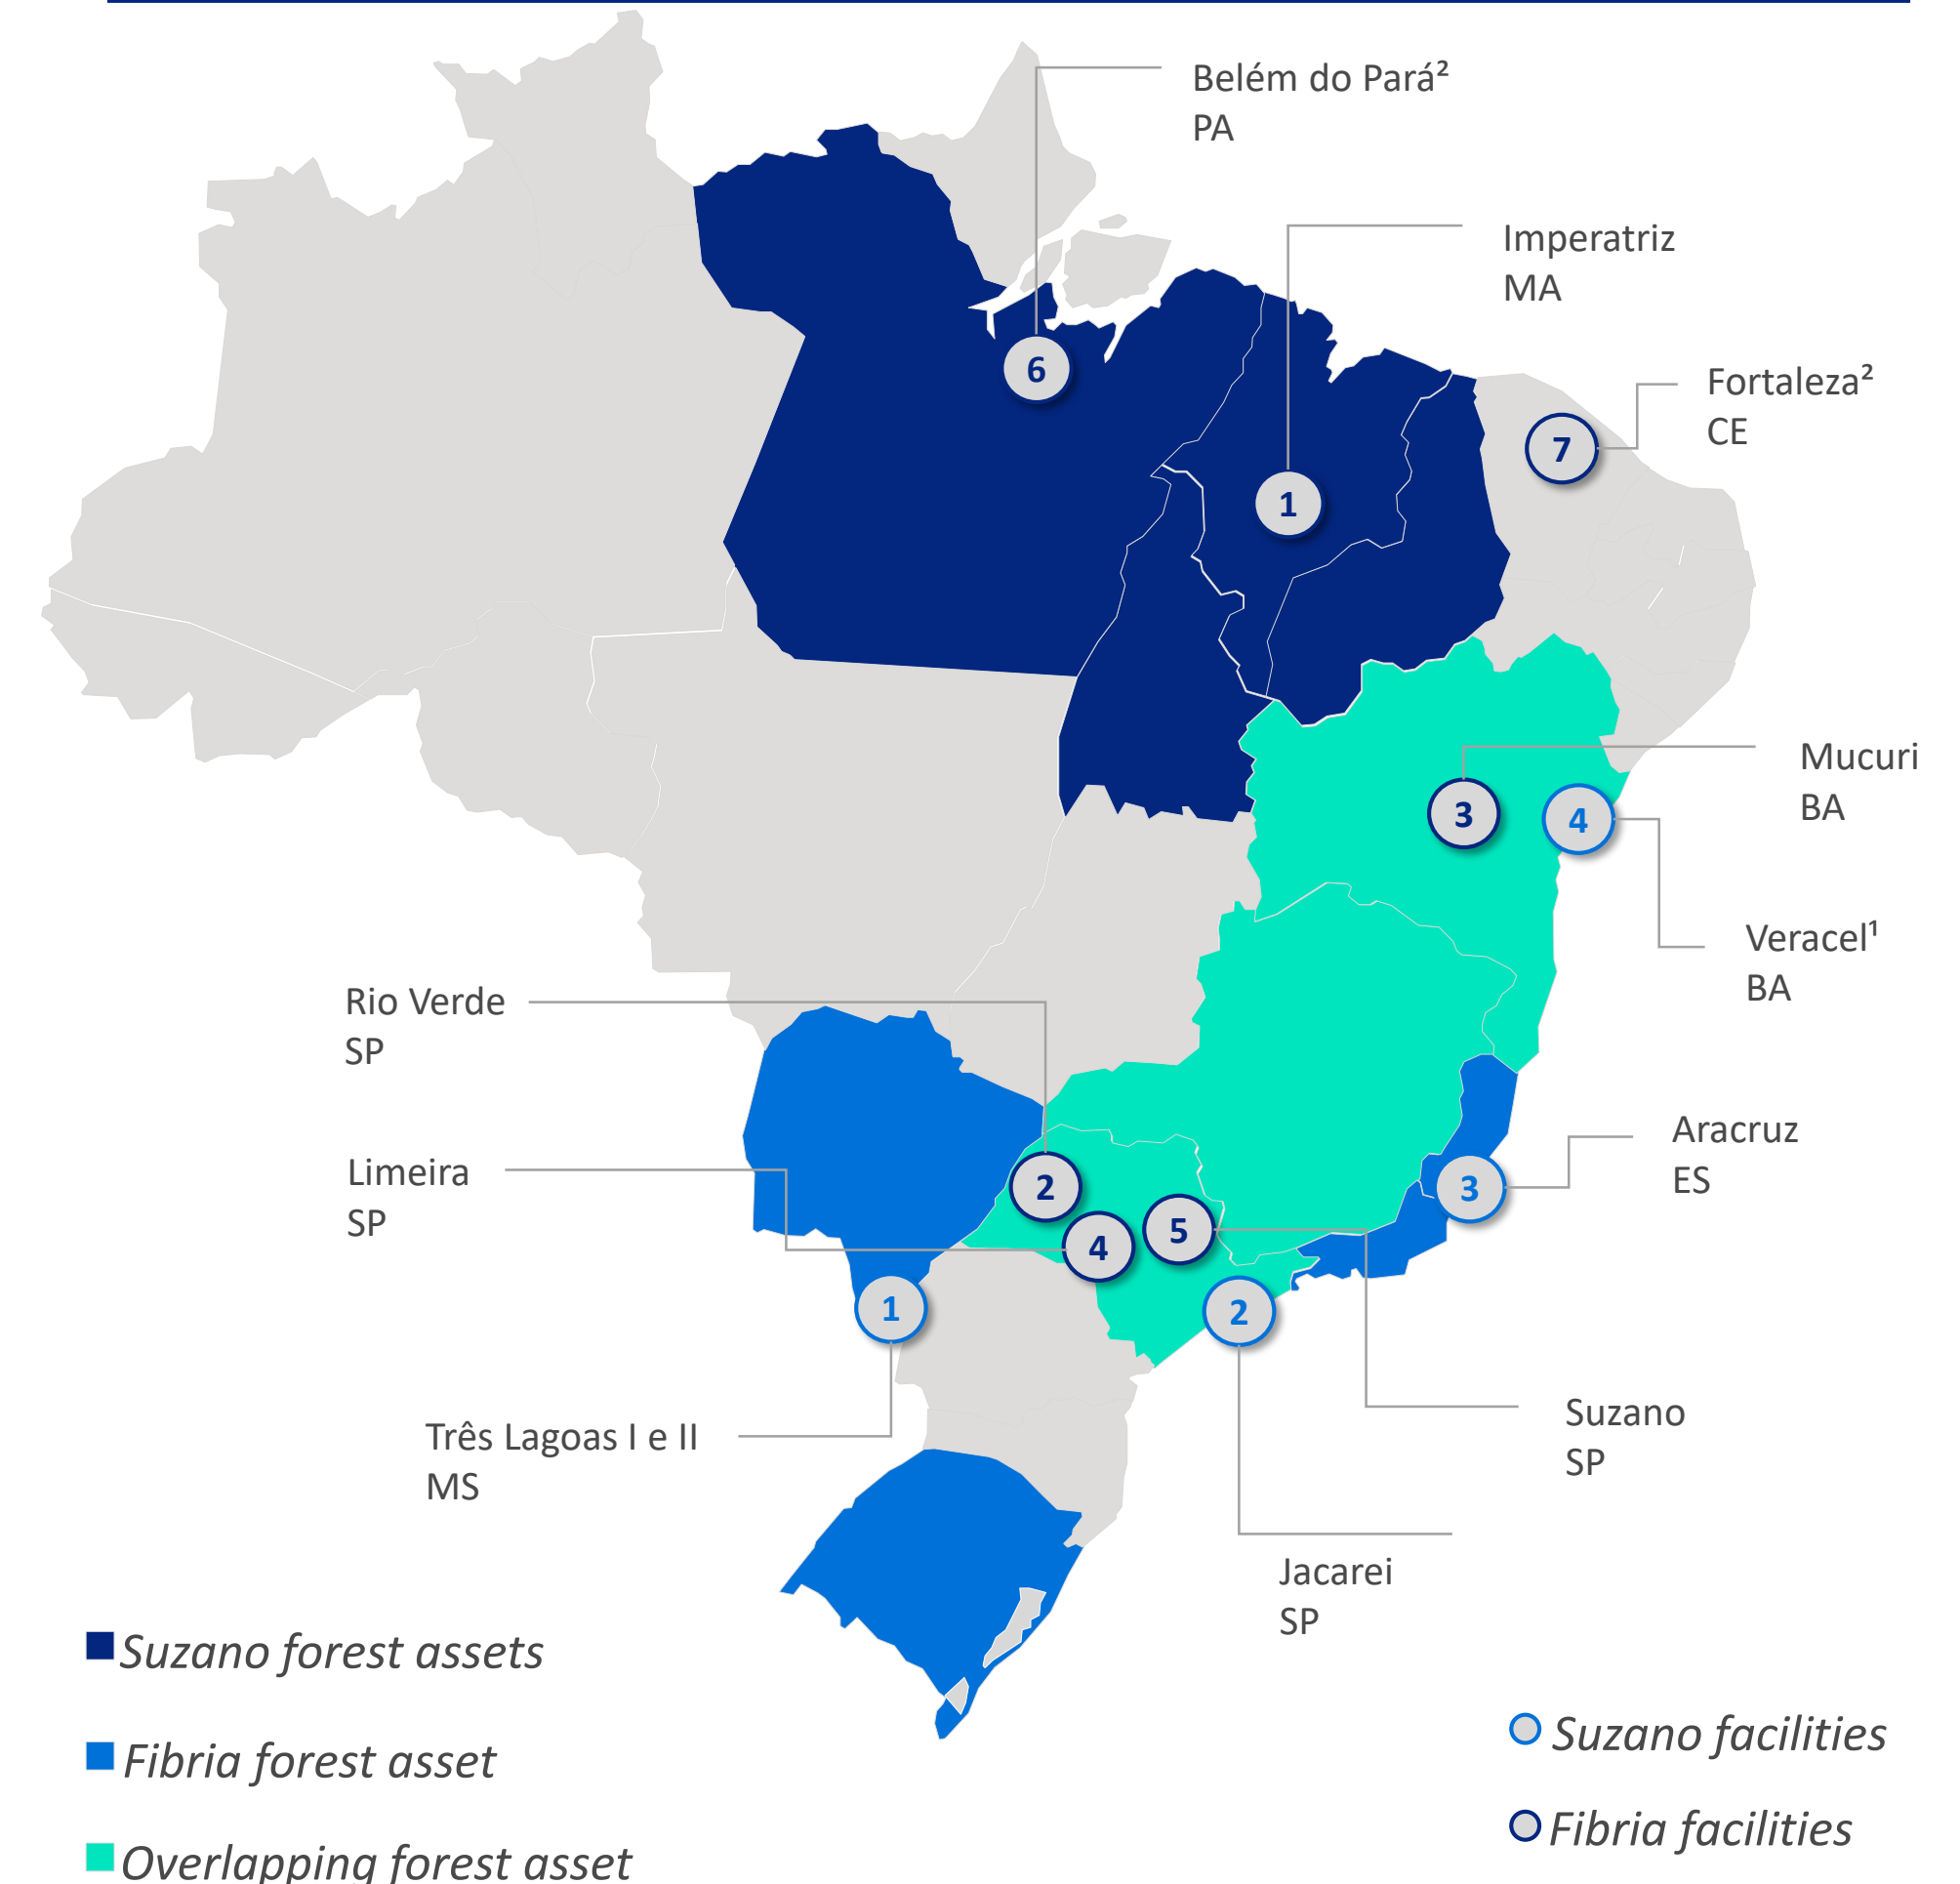 Belém do Pará²
PA
Imperatriz
MA
Fortaleza²
CE
6
7
1
Mucuri
BA
3
4
Veracel¹
BA
Rio Verde
SP
Aracruz
ES
Limeira
SP
2
3
5
4
1
2
Três Lagoas I e II
MS
Suzano
SP
Jacarei
SP
Suzano forest assets
Fibria forest asset
Overlapping forest asset
Suzano facilities
Fibria facilities